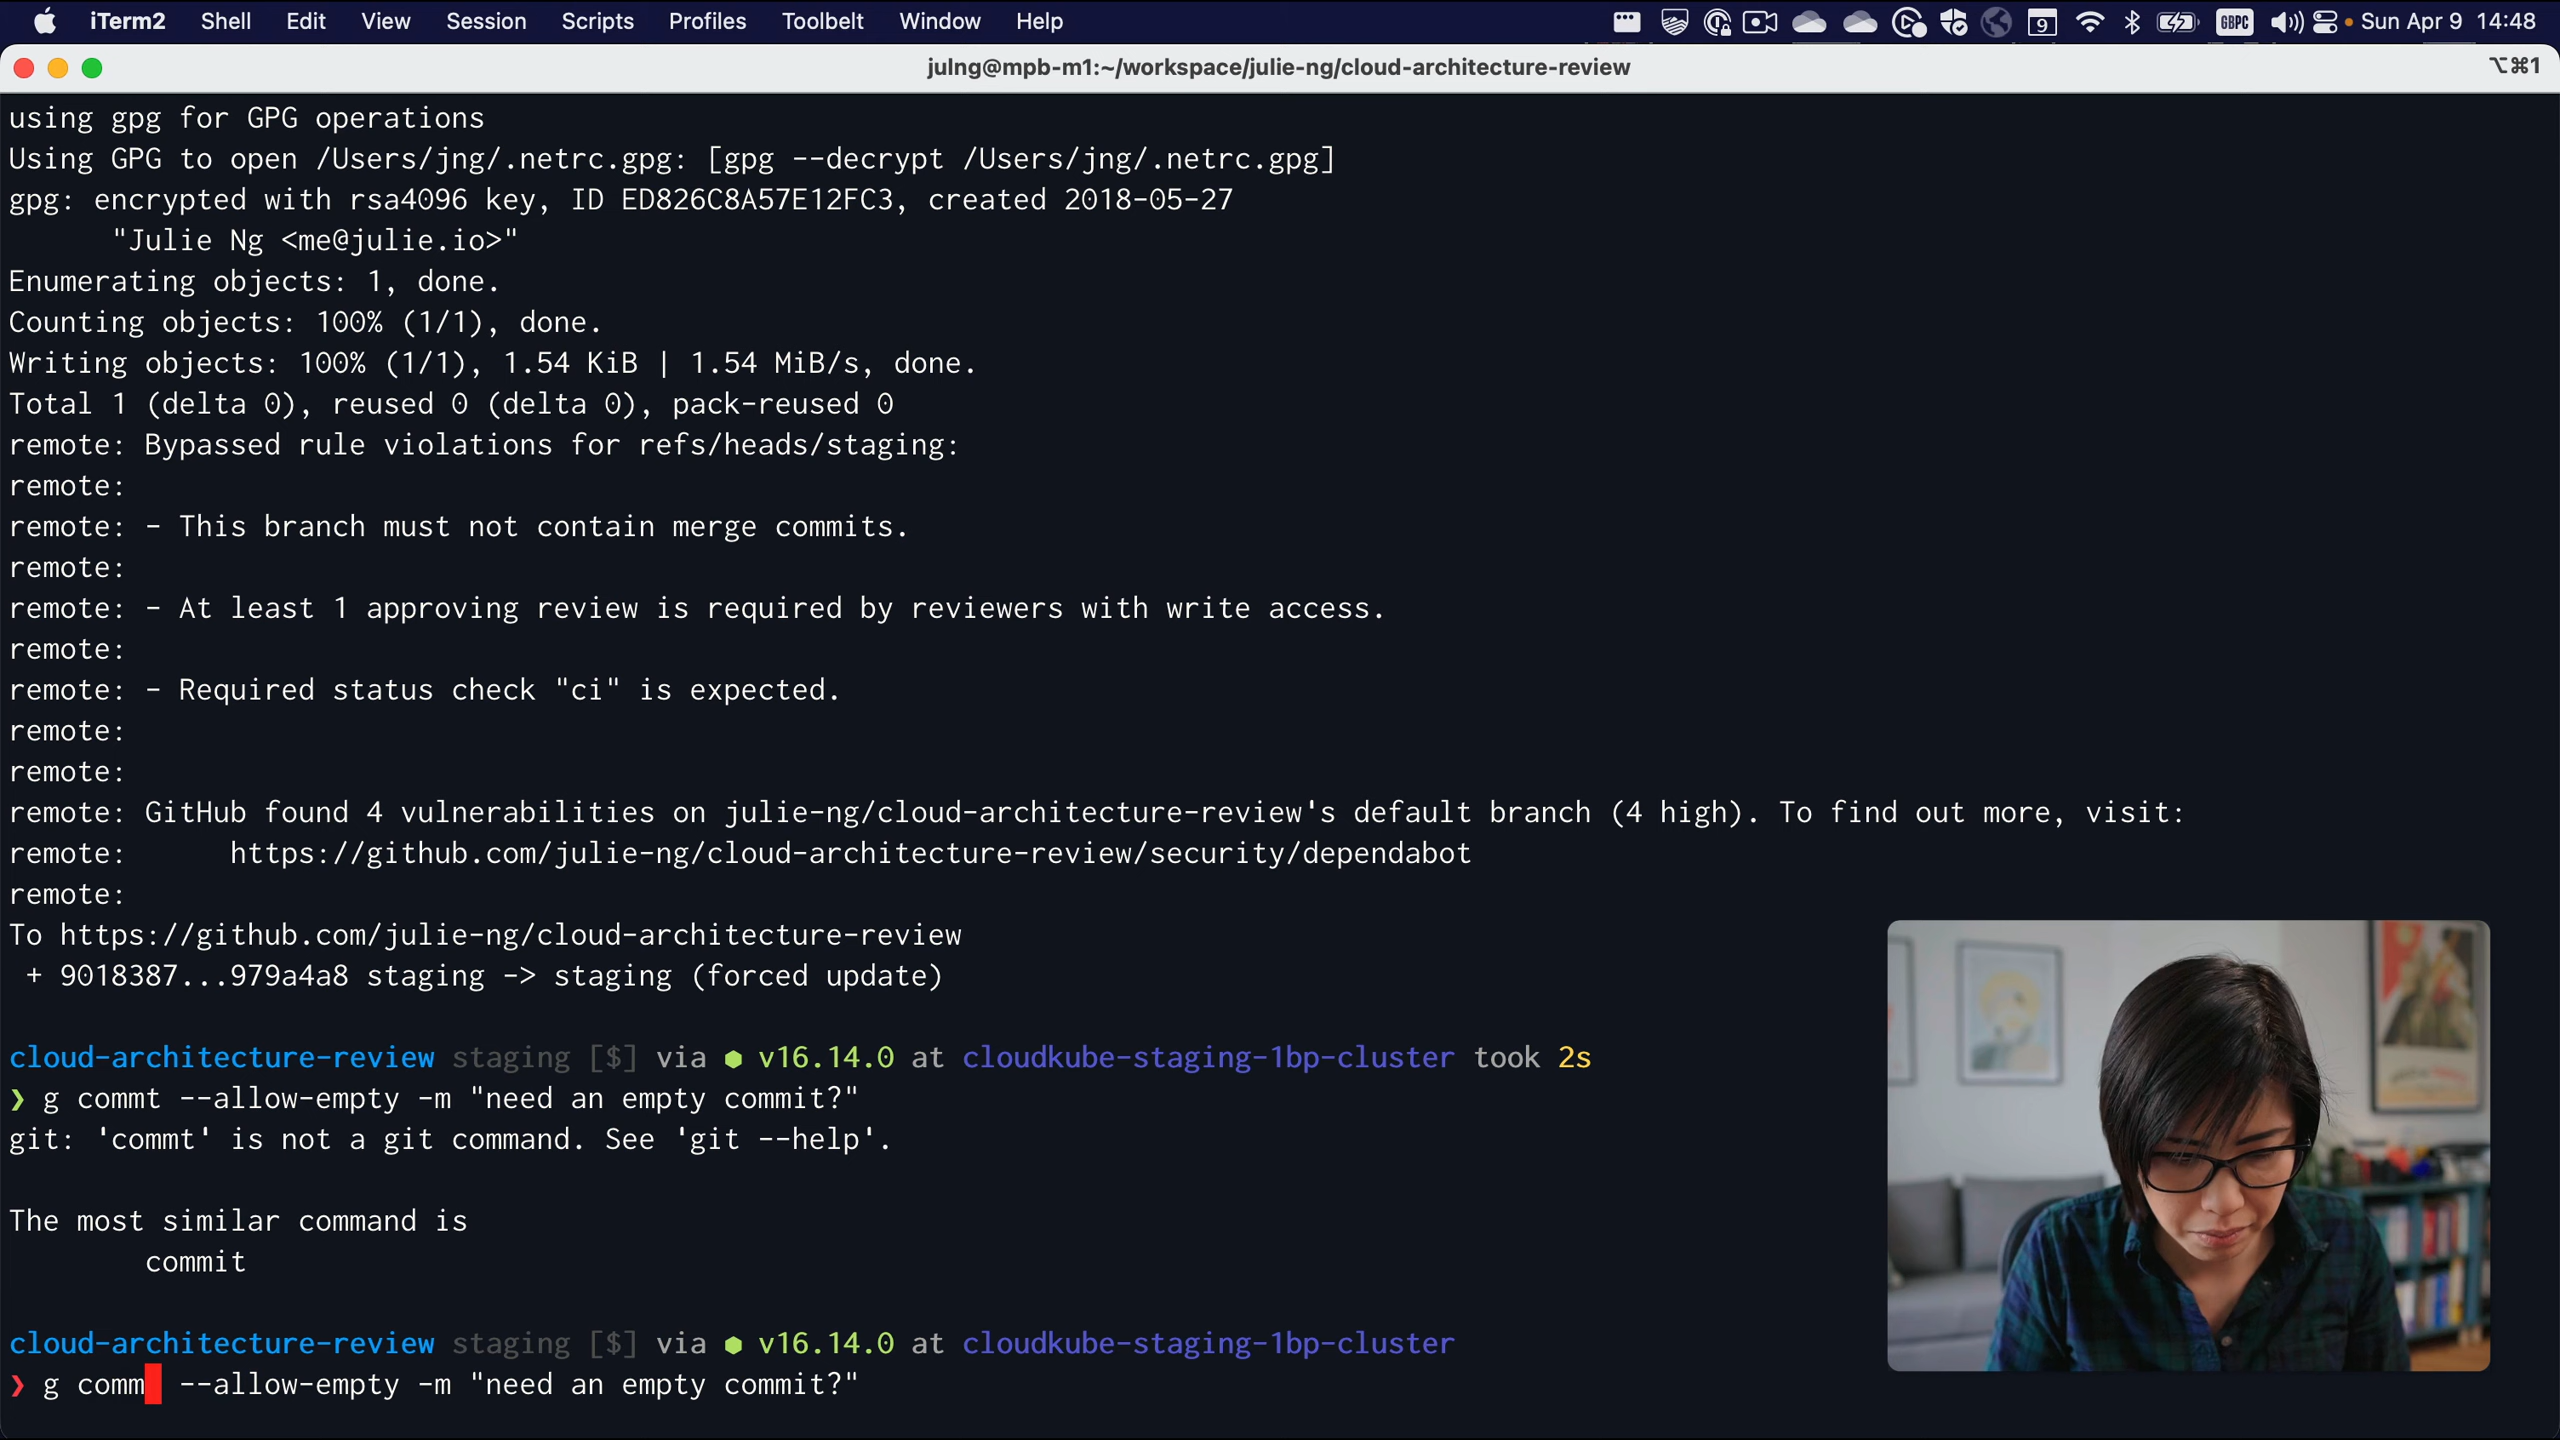 iTerm2 Shell Edit View Session Scripts Profiles Toolbelt Window Help 9 GBPC Sun Apr 9 14:48
julng@mpb-m1:~/workspace/julie-ng/cloud-architecture-review ⌥⌘1
using gpg for GPG operations
Using GPG to open /Users/jng/.netrc.gpg: [gpg --decrypt /Users/jng/.netrc.gpg]
gpg: encrypted with rsa4096 key, ID ED826C8A57E12FC3, created 2018-05-27
"Julie Ng <me@julie.io>"
Enumerating objects: 1, done.
Counting objects: 100% (1/1), done.
Writing objects: 100% (1/1), 1.54 KiB | 1.54 MiB/s, done.
Total 1 (delta 0), reused 0 (delta 0), pack-reused 0
remote: Bypassed rule violations for refs/heads/staging:
remote:
remote: - This branch must not contain merge commits.
remote:
remote: - At least 1 approving review is required by reviewers with write access.
remote:
remote: - Required status check "ci" is expected.
remote:
remote:
remote: GitHub found 4 vulnerabilities on julie-ng/cloud-architecture-review's default branch (4 high). To find out more, visit:
remote: https://github.com/julie-ng/cloud-architecture-review/security/dependabot
remote:
To https://github.com/julie-ng/cloud-architecture-review
+ 9018387...979a4a8 staging -> staging (forced update)
cloud-architecture-review staging [$] via ⬢ v16.14.0 at cloudkube-staging-1bp-cluster took 2s
❯ g commt --allow-empty -m "need an empty commit?"
git: 'commt' is not a git command. See 'git --help'.
The most similar command is
commit
cloud-architecture-review staging [$] via ⬢ v16.14.0 at cloudkube-staging-1bp-cluster
❯ g comm --allow-empty -m "need an empty commit?"